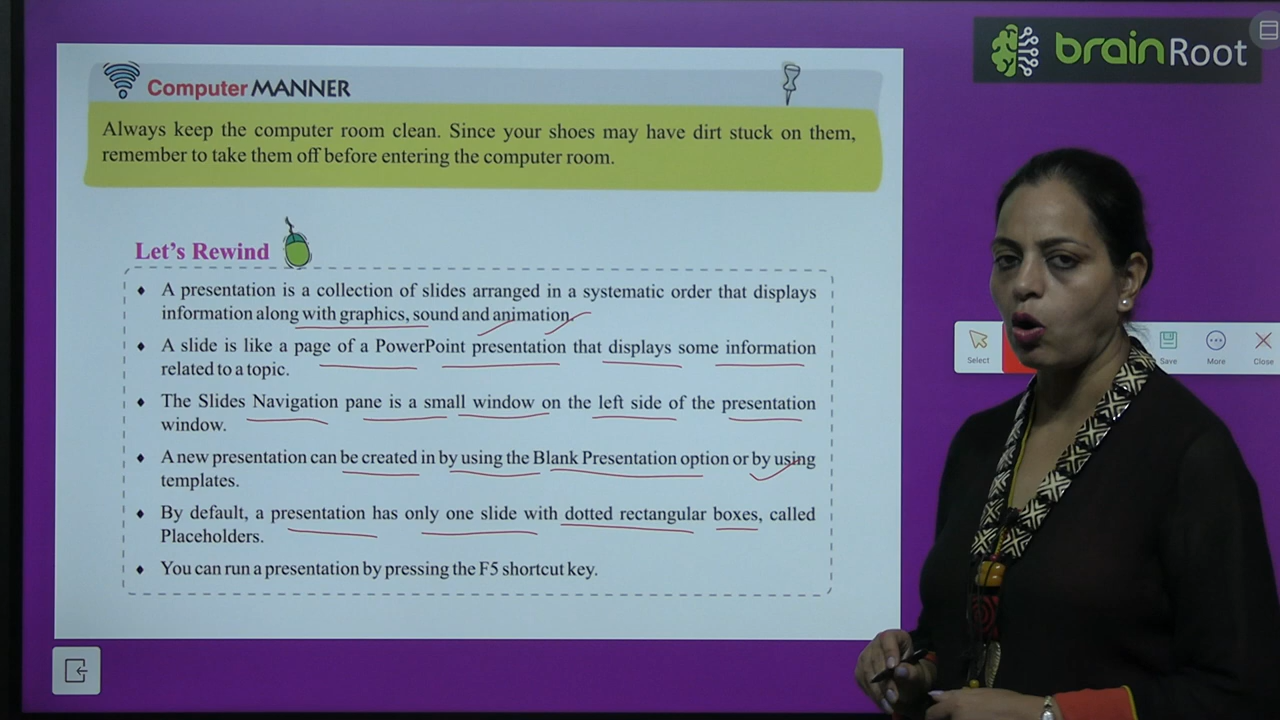 brainRoot
Computer MANNER
Always keep the computer room clean. Since your shoes may have dirt stuck on them,
remember to take them off before entering the computer room.
Let's Rewind
♦ A presentation is a collection of slides arranged in a systematic order that displays
information along with graphics, sound and animation.
♦ A slide is like a page of a PowerPoint presentation that displays some information
related to a topic.
♦ The Slides Navigation pane is a small window on the left side of the presentation
window.
♦ A new presentation can be created in by using the Blank Presentation option or by using
templates.
♦ By default, a presentation has only one slide with dotted rectangular boxes, called
Placeholders.
♦ You can run a presentation by pressing the F5 shortcut key.
Select
Save
More
Close